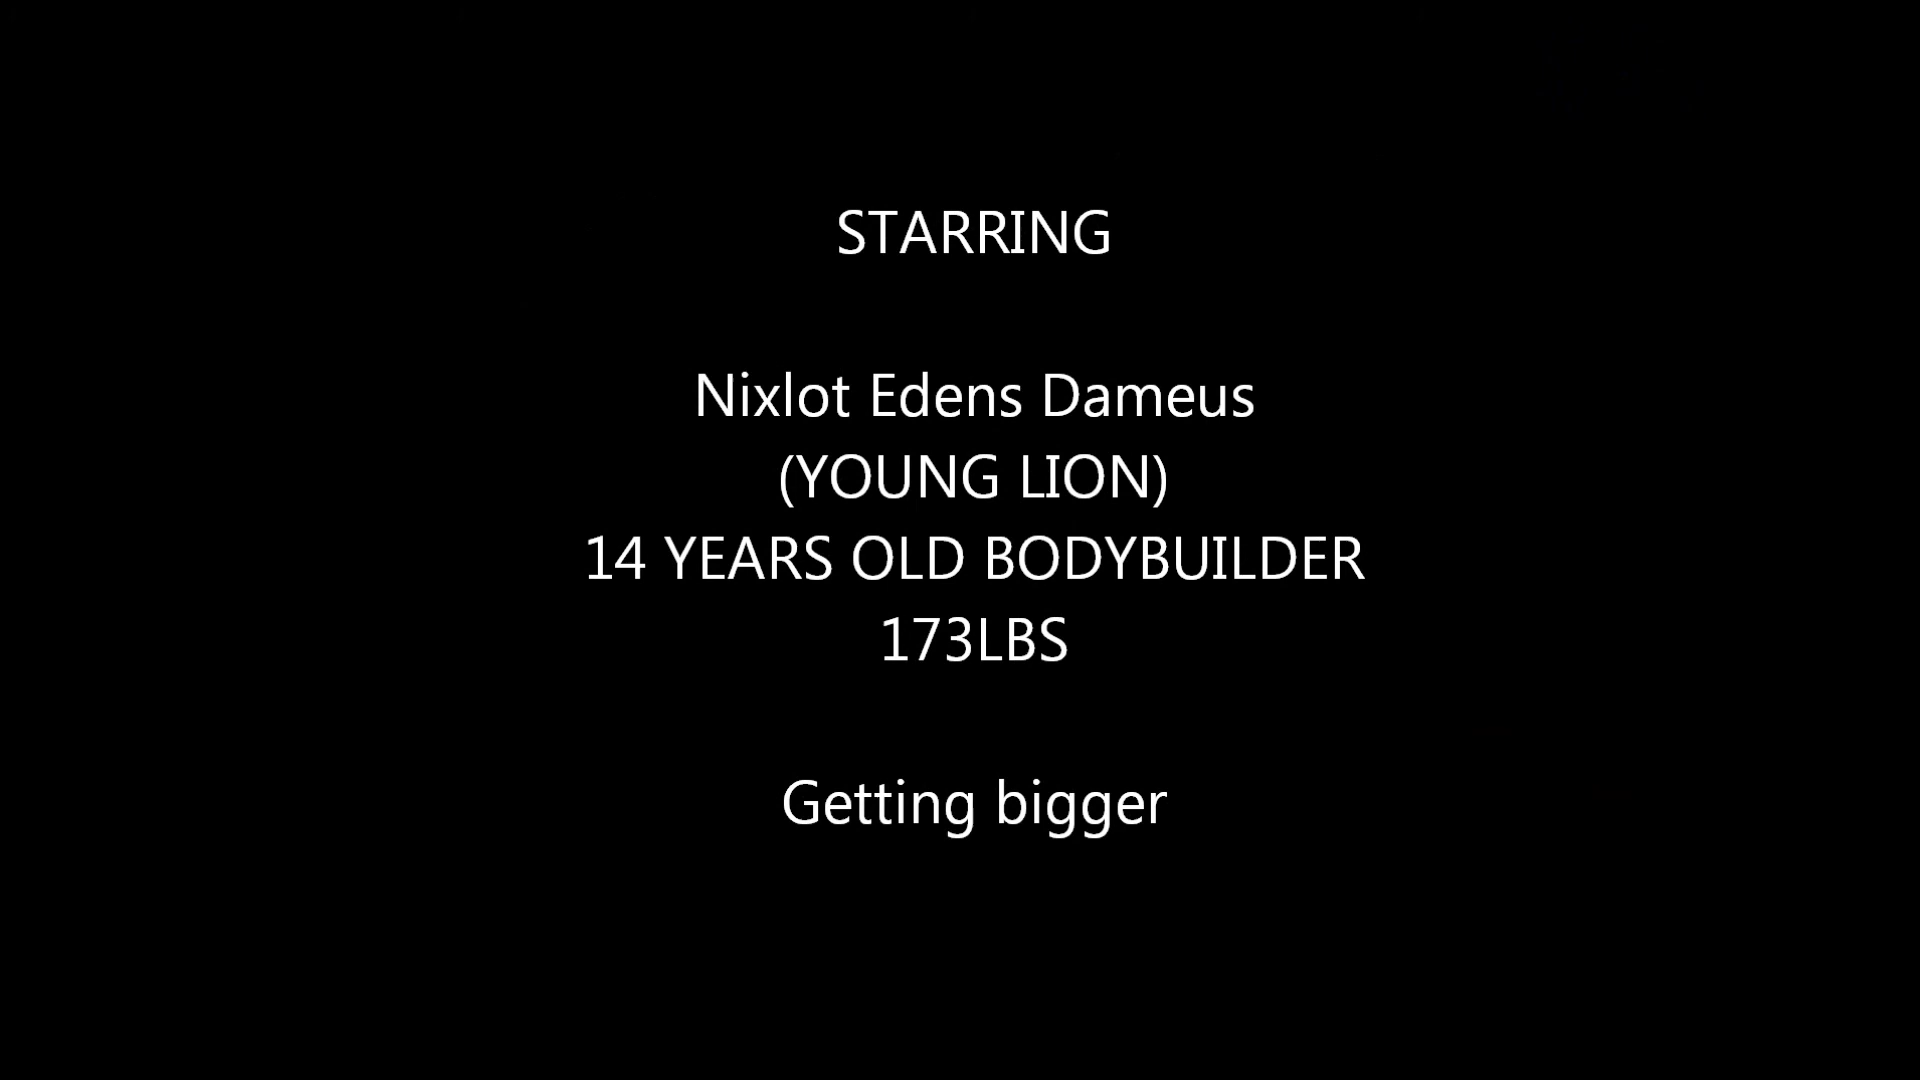 STARRING
Nixlot Edens Dameus
(YOUNG LION)
14 YEARS OLD BODYBUILDER
173LBS
Getting bigger